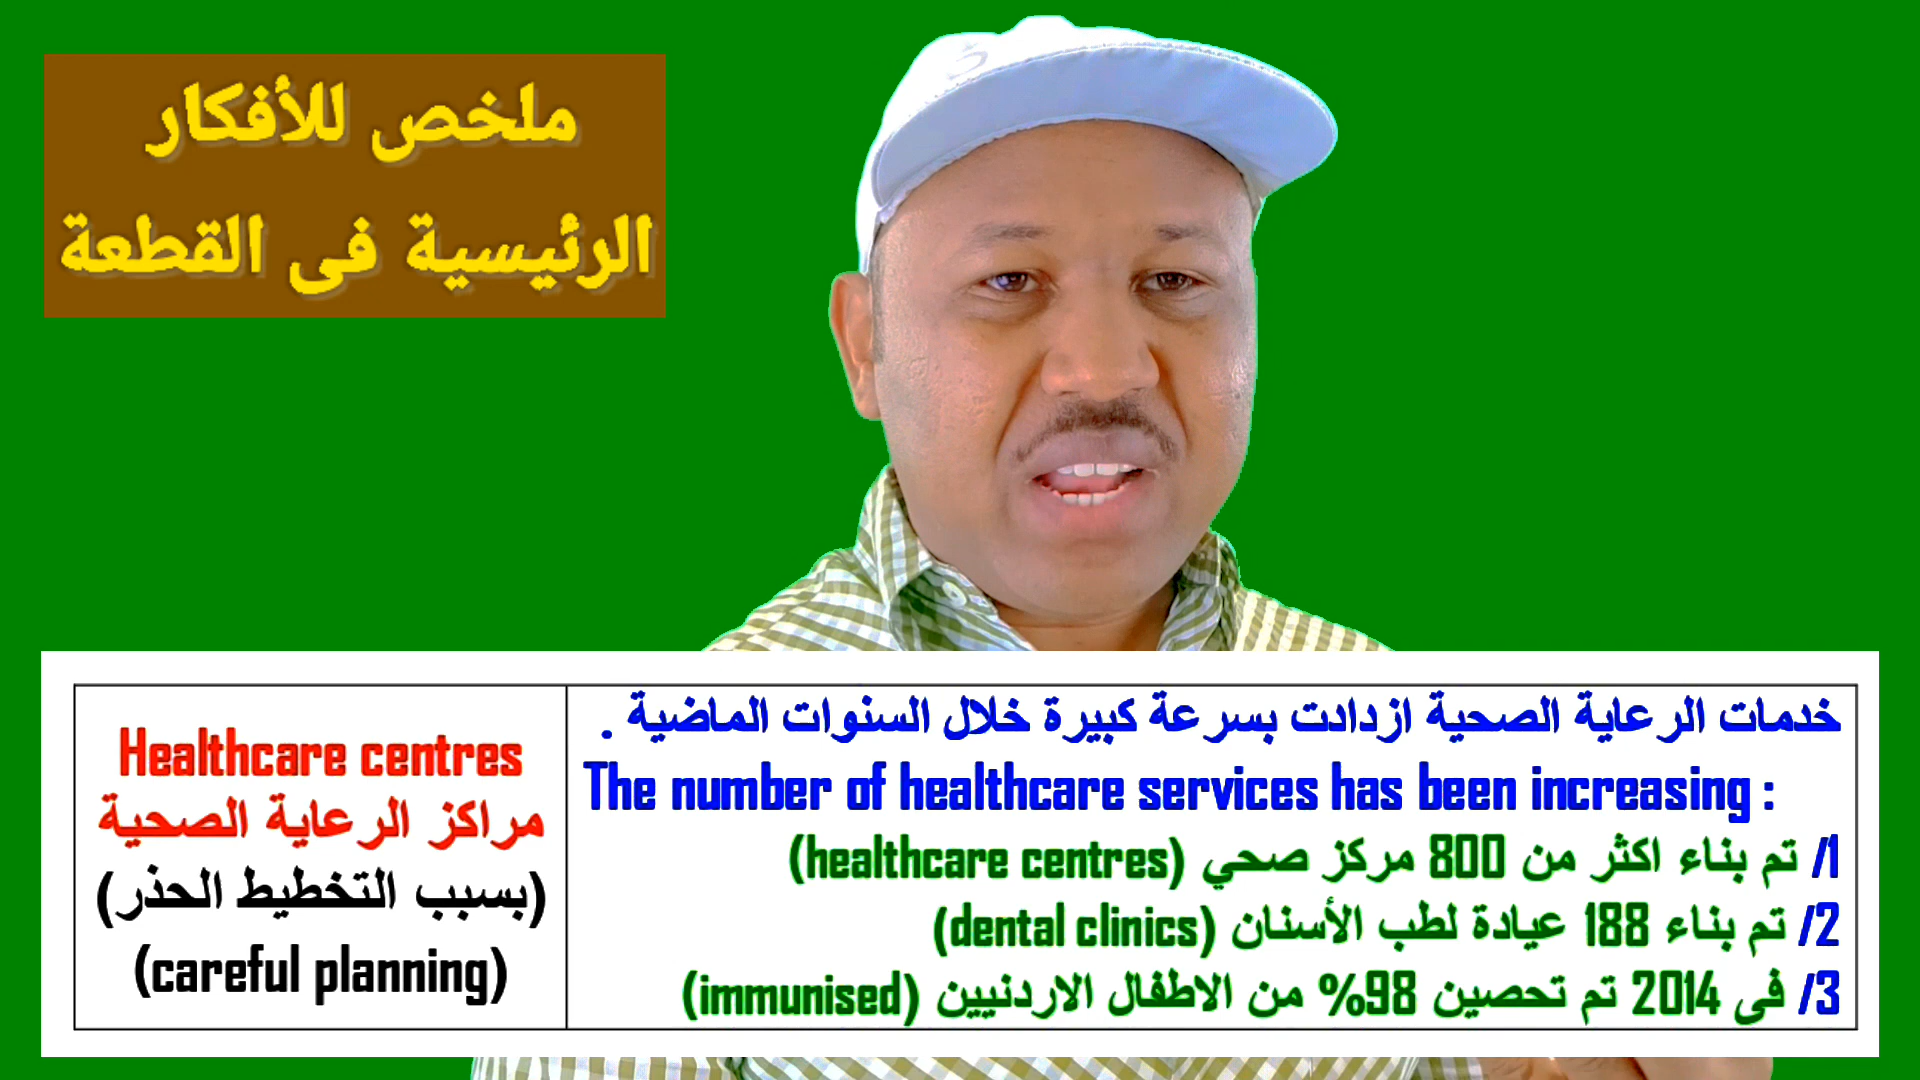 ملخص للأفكار
الرئيسية فى القطعة
خدمات الرعاية الصحية ازدادت بسرعة كبيرة خلال السنوات الماضية .
The number of healthcare services has been increasing :
1/ تم بناء اكثر من 800 مركز صحي (healthcare centres)
2/ تم بناء 188 عيادة لطب الأسنان (dental clinics)
3/ فى 2014 تم تحصين 98% من الاطفال الاردنيين (immunised)
Healthcare centres
مراكز الرعاية الصحية
(بسبب التخطيط الحذر)
(careful planning)